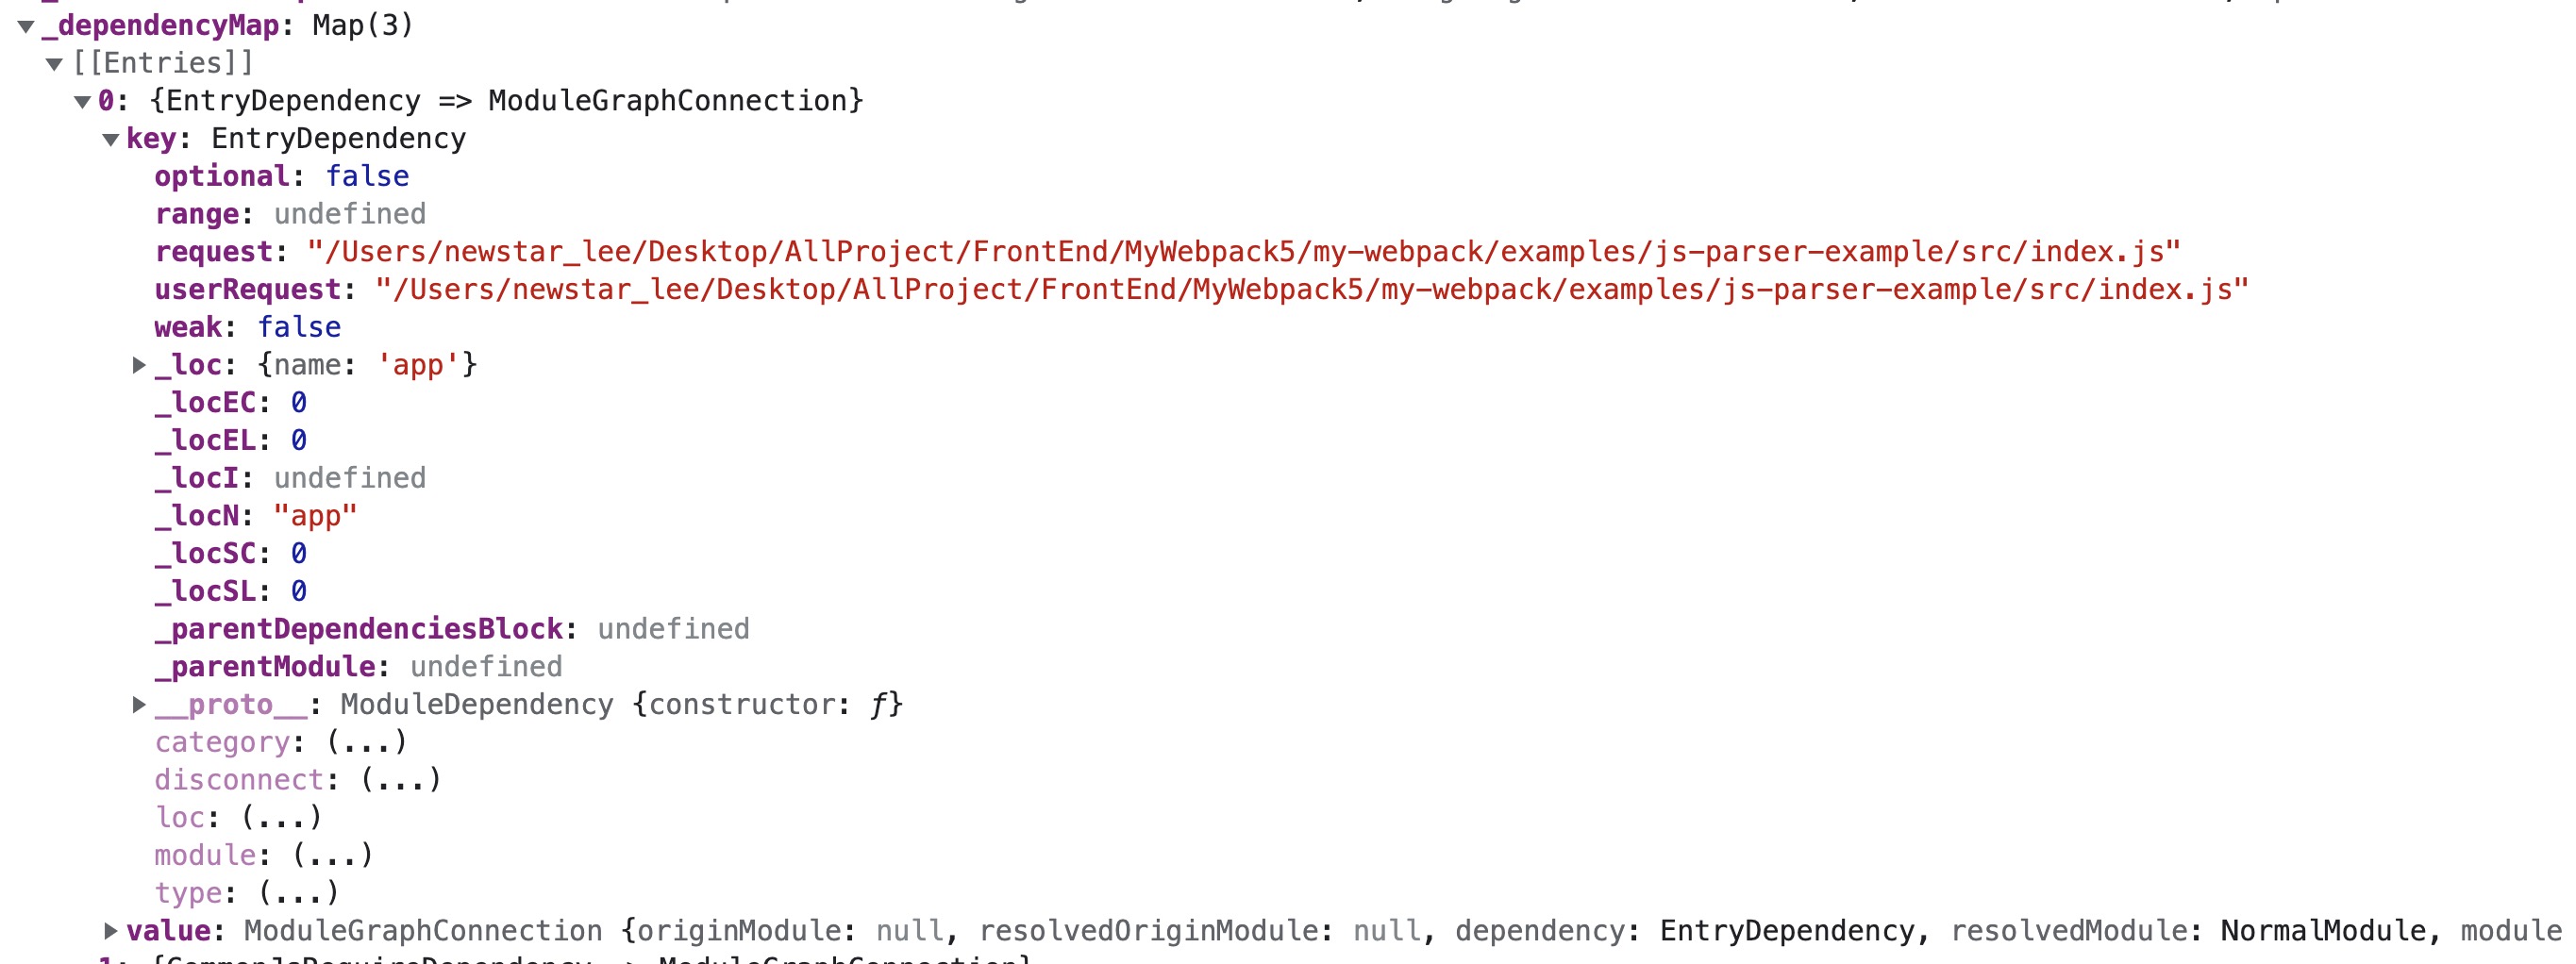 _dependencyMap: Map(3)
[[Entries]]
0: {EntryDependency => ModuleGraphConnection}
key: EntryDependency
optional: false
range: undefined
request: "/Users/newstar_lee/Desktop/AllProject/FrontEnd/MyWebpack5/my-webpack/examples/js-parser-example/src/index.js"
userRequest: "/Users/newstar_lee/Desktop/AllProject/FrontEnd/MyWebpack5/my-webpack/examples/js-parser-example/src/index.js"
weak: false
_loc: {name: 'app'}
_locEC: 0
_locEL: 0
_locI: undefined
_locN: "app"
_locSC: 0
_locSL: 0
_parentDependenciesBlock: undefined
_parentModule: undefined
__proto__: ModuleDependency {constructor: ƒ}
category: (...)
disconnect: (...)
loc: (...)
module: (...)
type: (...)
value: ModuleGraphConnection {originModule: null, resolvedOriginModule: null, dependency: EntryDependency, resolvedModule: NormalModule, module
1: {CommonJsRequireDependency => ModuleGraphConnection}